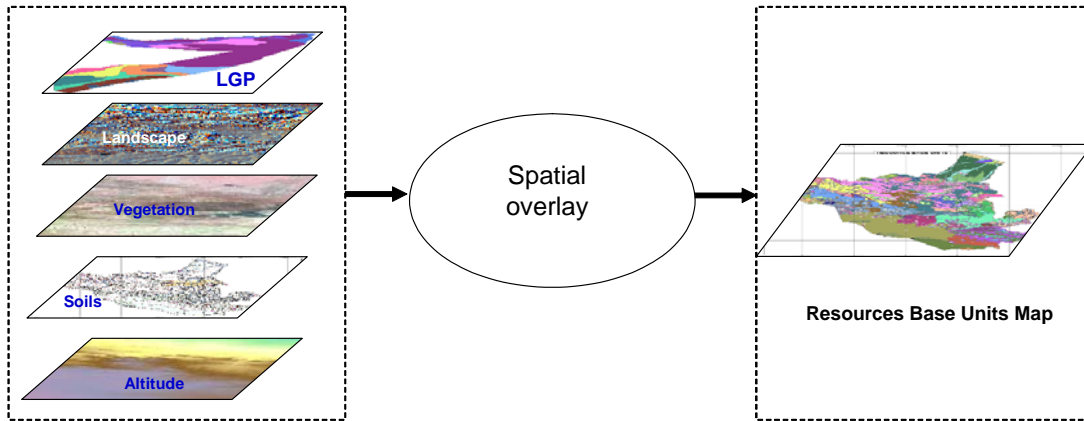 LGP
Landscape
Vegetation
Soils
Altitude
Spatial
overlay
Resources Base Units Map